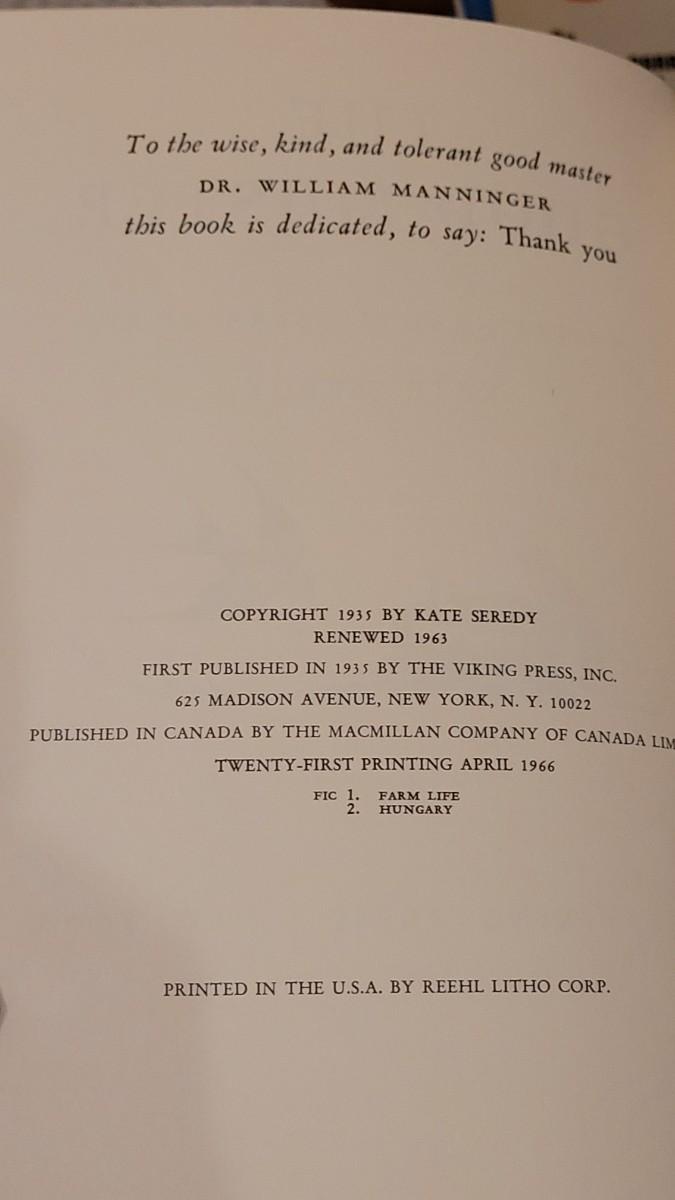 To the wise, kind, and tolerant good master
DR. WILLIAM MANNINGER
this book is dedicated, to say: Thank you
COPYRIGHT 1935 BY KATE SEREDY
RENEWED 1963
FIRST PUBLISHED IN 1935 BY THE VIKING PRESS, INC.
625 MADISON AVENUE, NEW YORK, N. Y. 10022
PUBLISHED IN CANADA BY THE MACMILLAN COMPANY OF CANADA LIM
TWENTY-FIRST PRINTING APRIL 1966
FIC 1. FARM LIFE
2. HUNGARY
PRINTED IN THE U.S.A. BY REEHL LITHO CORP.